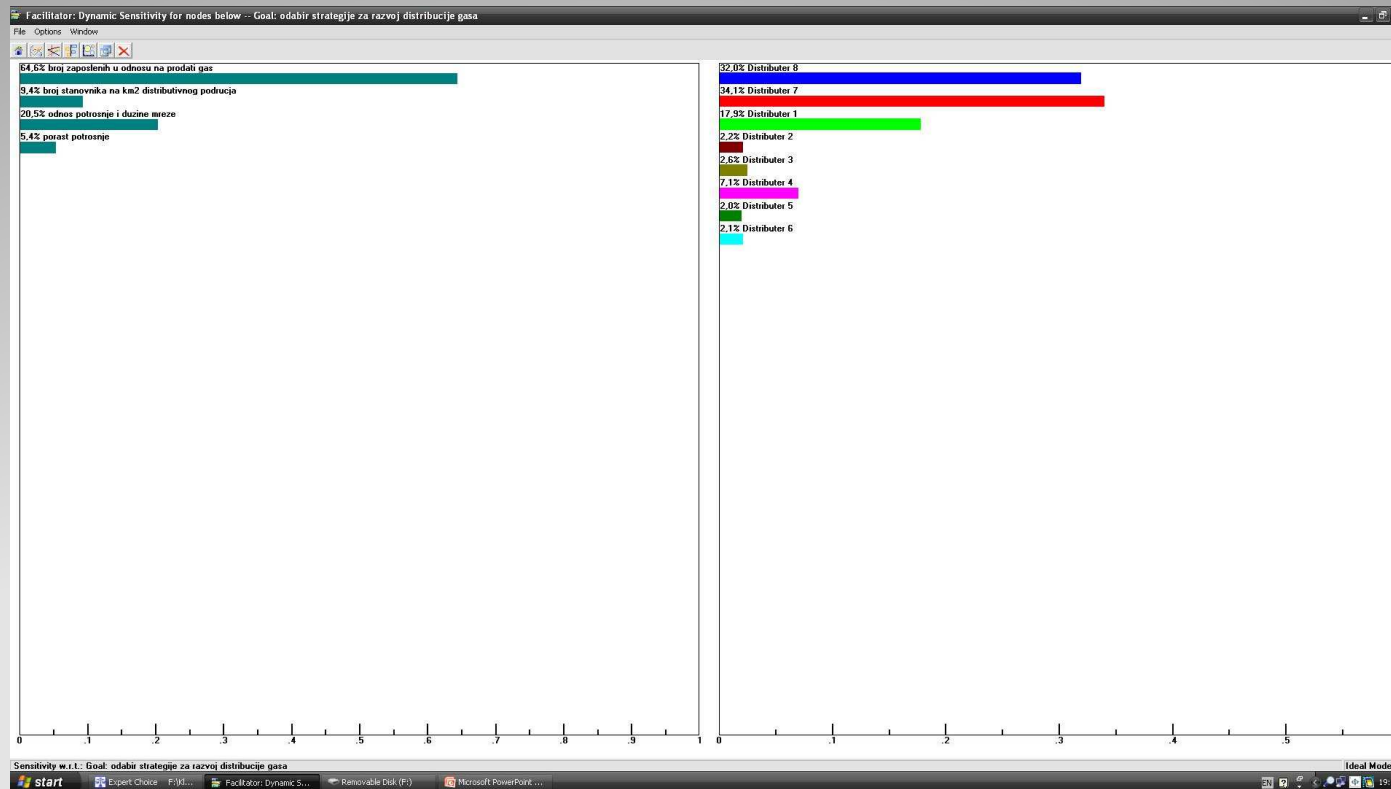 Facilitator: Dynamic Sensitivity for nodes below -- Goal: odabir strategije za razvoj distribucije gasa
File Options Window
64,6% broj zaposlenih u odnosu na prodati gas
9,4% broj stanovnika na km2 distributivnog podrucja
20,5% odnos potrosnje i duzine mreze
5,4% porast potrosnje
0 .1 .2 .3 .4 .5 .6 .7 .8 .9 1
32,0% Distributer 8
34,1% Distributer 7
17,9% Distributer 1
2,2% Distributer 2
2,6% Distributer 3
7,1% Distributer 4
2,0% Distributer 5
2,1% Distributer 6
0 .1 .2 .3 .4 .5
Sensitivity w.r.t.: Goal: odabir strategije za razvoj distribucije gasa
Ideal Mode
start
Expert Choice F:\Kl...
Facilitator: Dynamic S...
Removable Disk (F:)
Microsoft PowerPoint ...
EN
19: